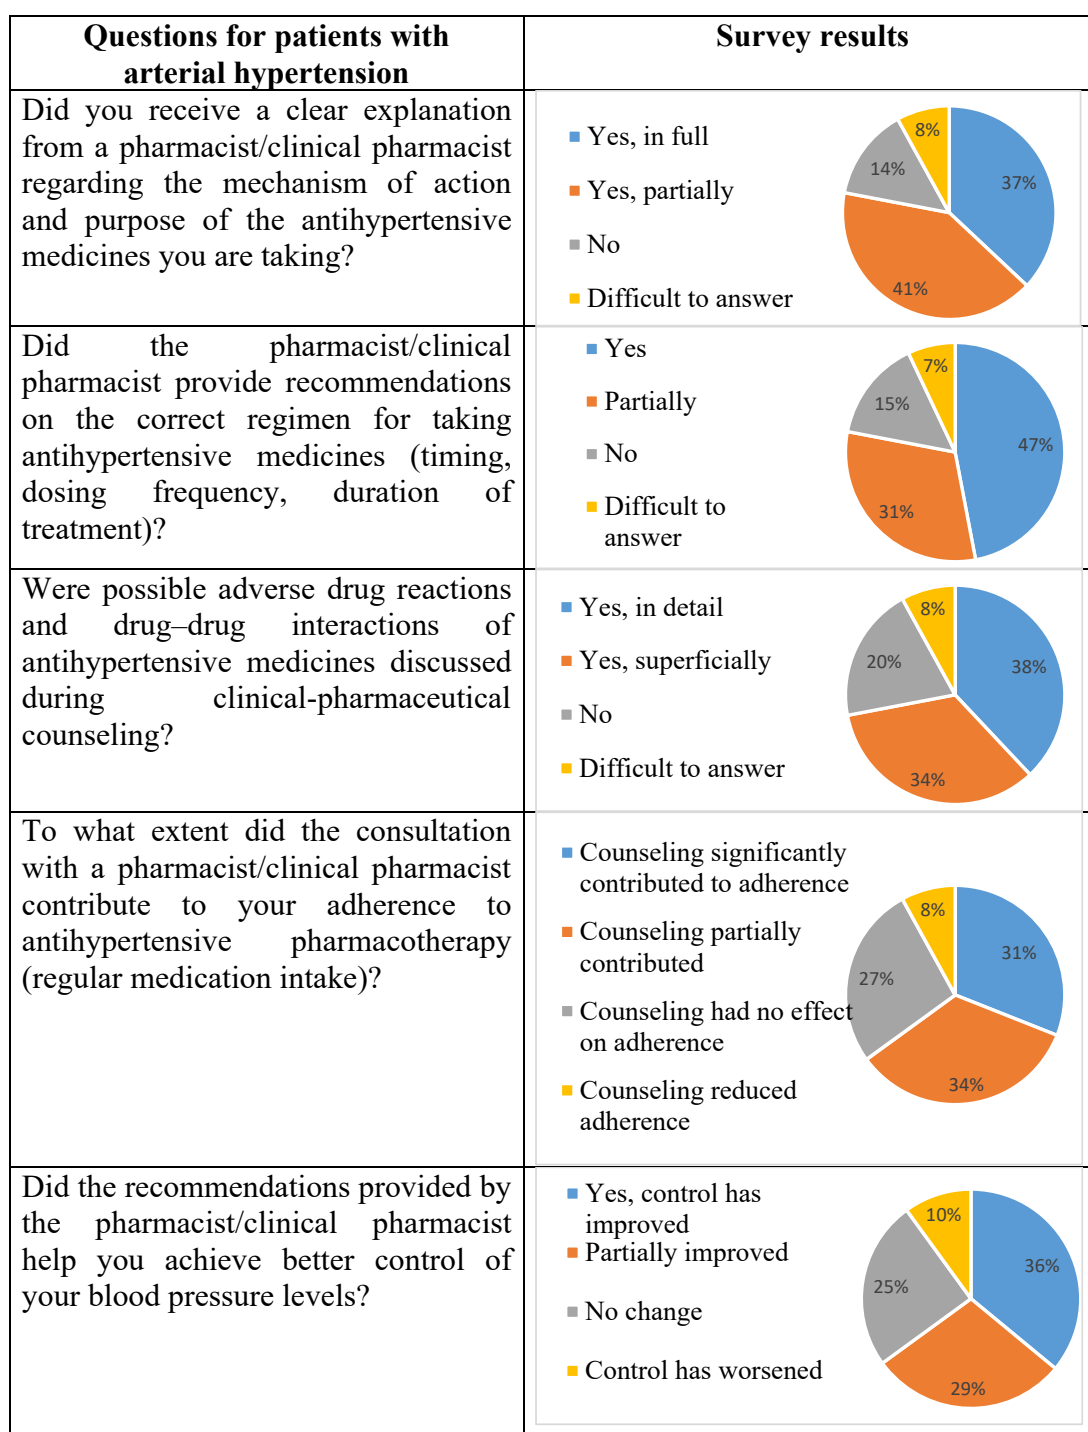 Questions for patients with
arterial hypertension
Survey results
Did you receive a clear explanation
from a pharmacist/clinical pharmacist
regarding the mechanism of action
and purpose of the antihypertensive
medicines you are taking?
Yes, in full
Yes, partially
No
Difficult to answer
8%
14%
37%
41%
Did the pharmacist/clinical
pharmacist provide recommendations
on the correct regimen for taking
antihypertensive medicines (timing,
dosing frequency, duration of
treatment)?
Yes
Partially
No
Difficult to
answer
7%
15%
47%
31%
Were possible adverse drug reactions
and drug–drug interactions of
antihypertensive medicines discussed
during clinical-pharmaceutical
counseling?
Yes, in detail
Yes, superficially
No
Difficult to answer
8%
20%
38%
34%
To what extent did the consultation
with a pharmacist/clinical pharmacist
contribute to your adherence to
antihypertensive pharmacotherapy
(regular medication intake)?
Counseling significantly
contributed to adherence
Counseling partially
contributed
Counseling had no effect
on adherence
Counseling reduced
adherence
8%
31%
27%
34%
Did the recommendations provided by
the pharmacist/clinical pharmacist
help you achieve better control of
your blood pressure levels?
Yes, control has
improved
Partially improved
No change
Control has worsened
10%
36%
25%
29%